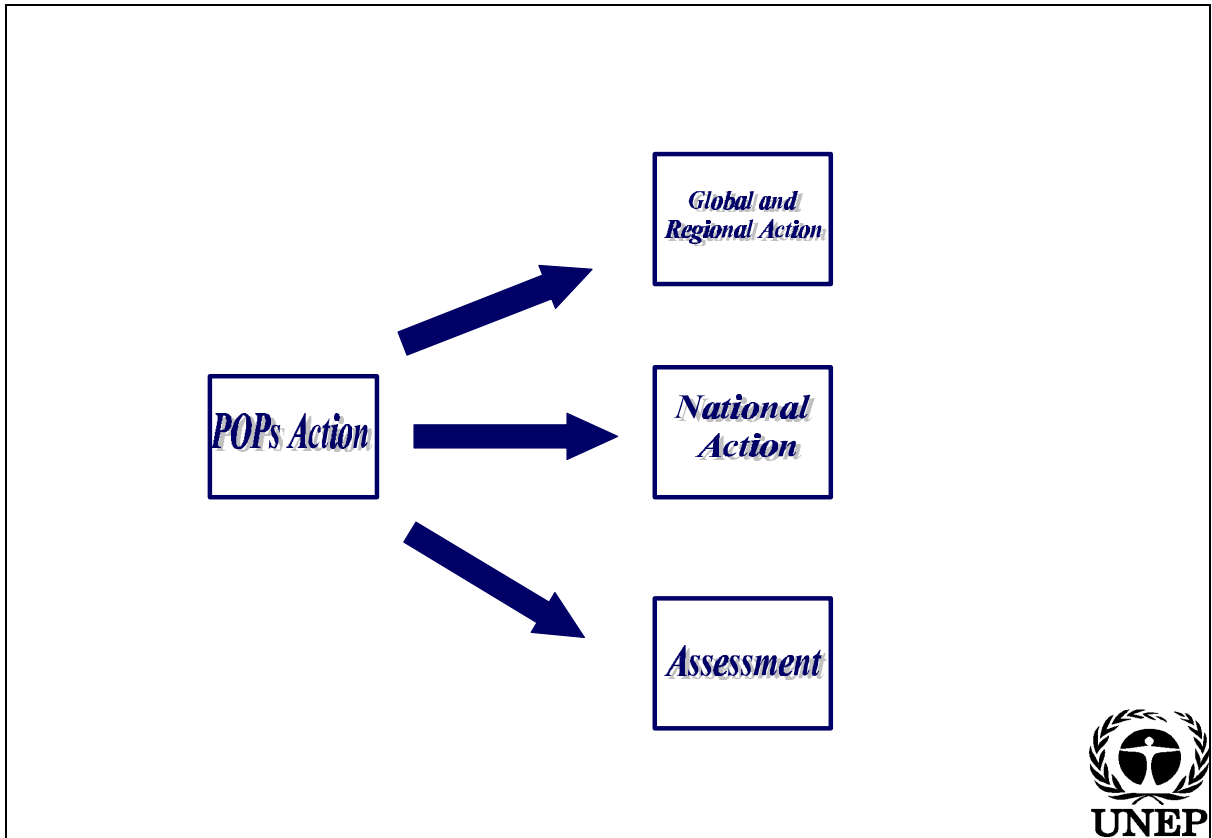 Global and
Regional Action
POPs Action
National
Action
Assessment
UNEP